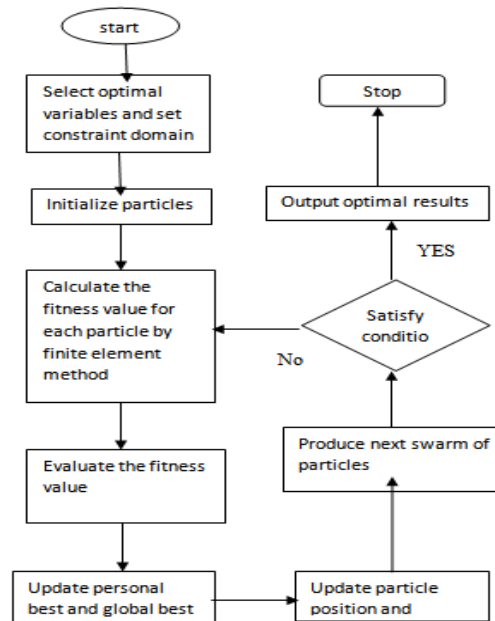 start
Select optimal
variables and set
constraint domain
Initialize particles
Calculate the
fitness value for
each particle by
finite element
method
Evaluate the fitness
value
Update personal
best and global best
Update particle
position and
Produce next swarm of
particles
Satisfy
conditio
No
YES
Output optimal results
Stop